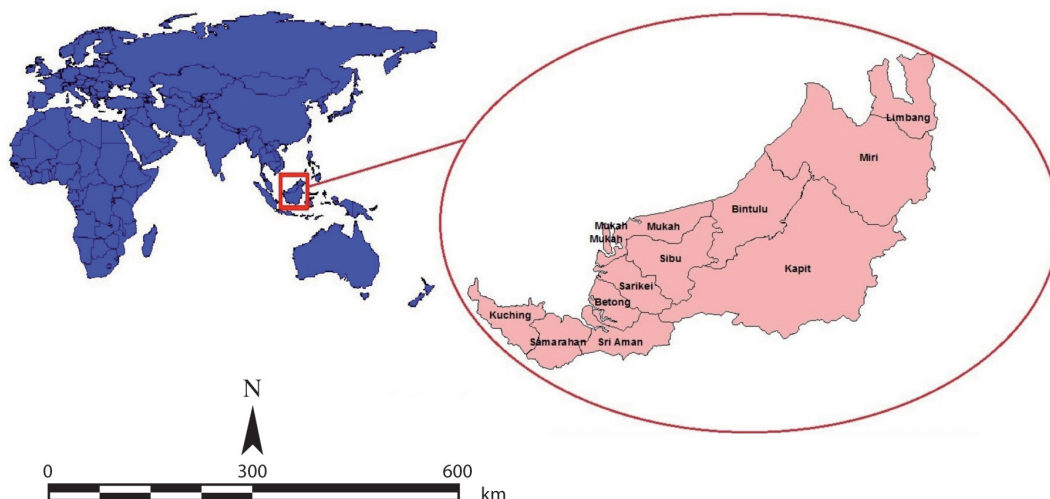 Limbang
Miri
Bintulu
Mukah
Mukah
Mukah
Sibu
Kapit
Sarikei
Betong
Kuching
Samarahan
Sri Aman
N
0 300 600
km